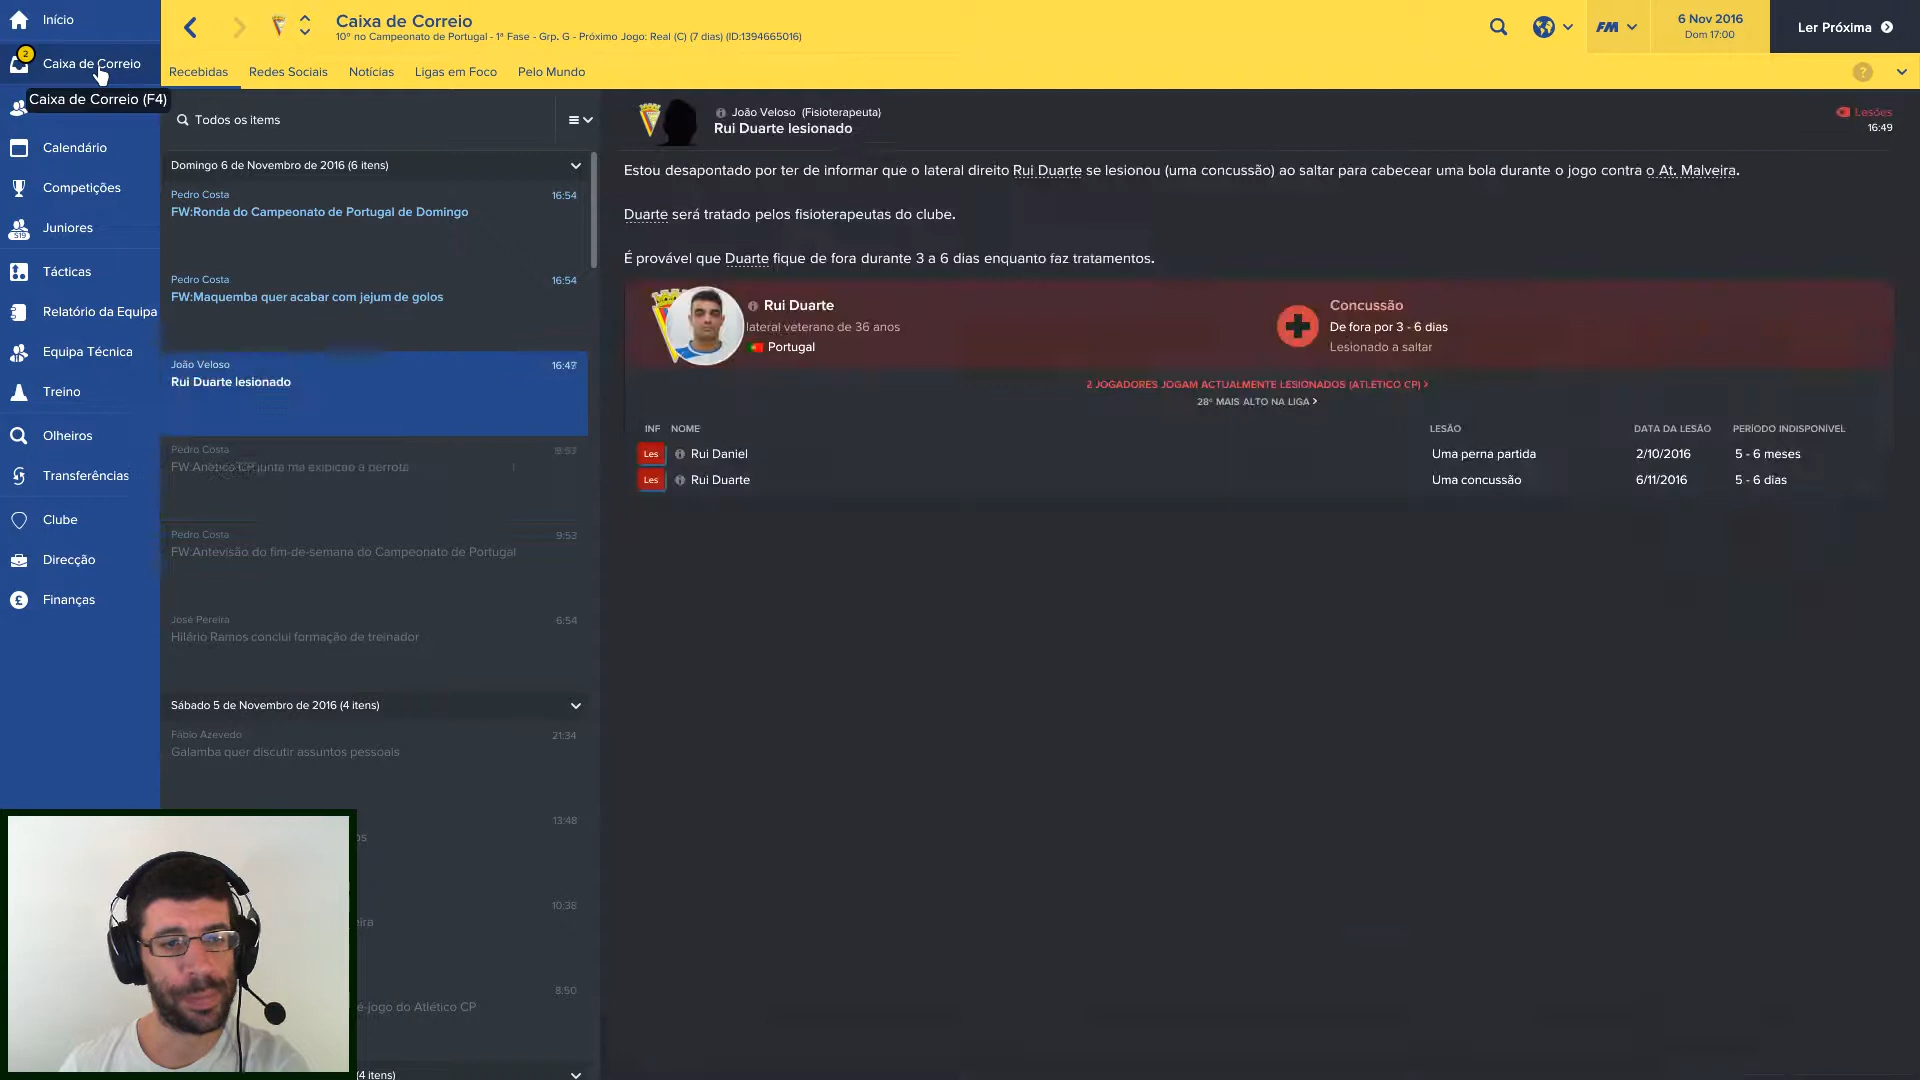 Início
Caixa de Correio
10º no Campeonato de Portugal - 1ª Fase - Grp. G - Próximo Jogo: Real (C) (7 dias) (ID:1394665016)
FM
6 Nov 2016
Dom 17:00
Ler Próxima
2
Caixa de Correio
Recebidas
Redes Sociais
Notícias
Ligas em Foco
Pelo Mundo
?
Caixa de Correio (F4)
Calendário
Competições
S19
Juniores
Tácticas
Relatório da Equipa
Equipa Técnica
Treino
Olheiros
Transferências
Clube
Direcção
£
Finanças
Todos os items
Domingo 6 de Novembro de 2016 (6 itens)
Pedro Costa
16:54
FW:Ronda do Campeonato de Portugal de Domingo
Pedro Costa
16:54
FW:Maquemba quer acabar com jejum de golos
João Veloso
Rui Duarte lesionado
Pedro Costa
Pedro Costa
9:53
FW:Antevisão do fim-de-semana do Campeonato de Portugal
José Pereira
6:54
Hilário Ramos conclui formação de treinador
Sábado 5 de Novembro de 2016 (4 itens)
Fábio Azevedo
21:34
Galamba quer discutir assuntos pessoais
13:48
os
10:38
eira
8:50
é-jogo do Atlético CP
(4 itens)
João Veloso (Fisioterapeuta)
Rui Duarte lesionado
Lesões
16:49
Estou desapontado por ter de informar que o lateral direito Rui Duarte se lesionou (uma concussão) ao saltar para cabecear uma bola durante o jogo contra o At. Malveira.
Duarte será tratado pelos fisioterapeutas do clube.
É provável que Duarte fique de fora durante 3 a 6 dias enquanto faz tratamentos.
Rui Duarte
lateral veterano de 36 anos
Portugal
Concussão
De fora por 3 - 6 dias
Lesionado a saltar
2 JOGADORES JOGAM ACTUALMENTE LESIONADOS (ATLÉTICO CP) >
28º MAIS ALTO NA LIGA >
INF
NOME
LESÃO
DATA DA LESÃO
PERÍODO INDISPONÍVEL
Les
Rui Daniel
Uma perna partida
2/10/2016
5 - 6 meses
Les
Rui Duarte
Uma concussão
6/11/2016
5 - 6 dias